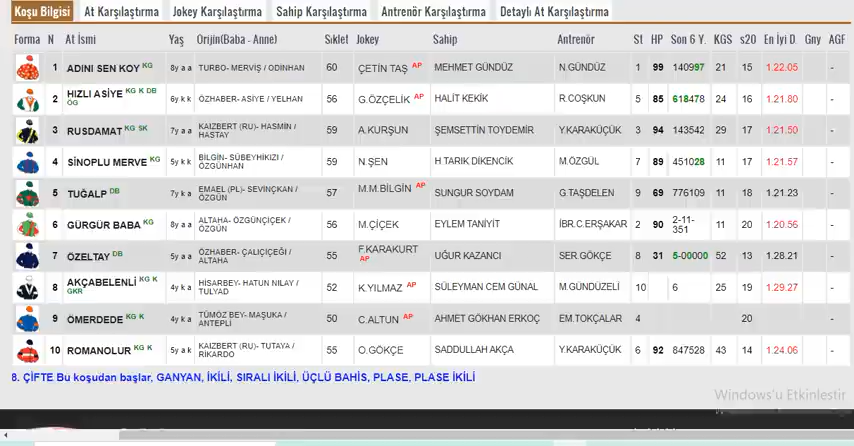 Koşu Bilgisi At Karşılaştırma Jokey Karşılaştırma Sahip Karşılaştırma Antrenör Karşılaştırma Detaylı At Karşılaştırma
Forma N At İsmi Yaş Orijin(Baba - Anne) Sıklet Jokey Sahip Antrenör St HP Son 6 Y. KGS s20 En İyi D. Gny AGF
1 ADINI SEN KOY KG 8y a a TURBO- MERVİŞ / ODINHAN 60 ÇETİN TAŞ AP MEHMET GÜNDÜZ N.GÜNDÜZ 1 99 140997 21 15 1.22.05 -
2 HIZLI ASİYE KG K DB ÖG 6y k k ÖZHABER- ASİYE / YELHAN 56 G.ÖZÇELİK AP HALİT KEKİK R.COŞKUN 5 85 618478 24 16 1.21.80 -
3 RUSDAMAT KG SK 7y a a KAIZBERT (RU)- HASMİN / HASTAY 59 A.KURŞUN ŞEMSETTİN TOYDEMİR Y.KARAKÜÇÜK 3 94 143542 29 17 1.21.50 -
4 SİNOPLU MERVE KG 5y k k BİLGİN- SÜBEYHİKIZI / ÖZGÜNHAN 59 N.ŞEN H TARIK DİKENCİK M.ÖZGÜL 7 89 451028 11 17 1.21.57 -
5 TUĞALP DB 7y k a EMAEL (PL)- SEVİNÇKAN / ÖZGÜN 57 M.M.BİLGİN AP SUNGUR SOYDAM G.TAŞDELEN 9 69 776109 11 18 1.21.23 -
6 GÜRGÜR BABA KG 8y a a ALTAHA- ÖZGÜNÇİÇEK / ÖZGÜN 56 M.ÇİÇEK EYLEM TANİYİT İBR.C.ERŞAKAR 2 90 2-11-351 11 20 1.20.56 -
7 ÖZELTAY DB 5y a a ÖZHABER- ÇALIÇİÇEĞİ / ALTAHA 55 F.KARAKURT AP UĞUR KAZANCI SER.GÖKÇE 8 31 5-00000 52 13 1.28.21 -
8 AKÇABELENLİ KG K GKR 4y k a HİSARBEY- HATUN NILAY / TULYAD 52 K.YILMAZ AP SÜLEYMAN CEM GÜNAL M.GÜNDÜZELİ 10 6 25 19 1.29.27 -
9 ÖMERDEDE KG K 4y k a TÜMÖZ BEY- MAŞUKA / ANTEPLİ 50 C.ALTUN AP AHMET GÖKHAN ERKOÇ EM.TOKÇALAR 4 20 -
10 ROMANOLUR KG K 5y a k KAIZBERT (RU)- TUTAYA / RİKARDO 55 O.GÖKÇE SADDULLAH AKÇA Y.KARAKÜÇÜK 6 92 847528 43 14 1.24.06 -
8. ÇİFTE Bu koşudan başlar, GANYAN, İKİLİ, SIRALI İKİLİ, ÜÇLÜ BAHİS, PLASE, PLASE İKİLİ
Windows'u Etkinleştir